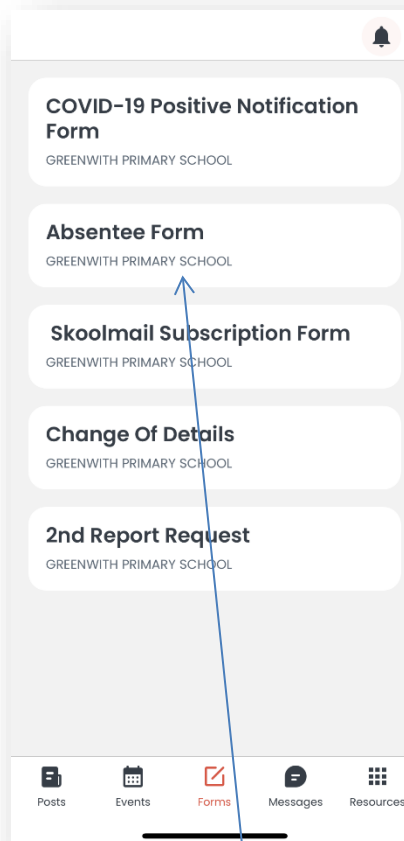 COVID-19 Positive Notification
Form
GREENWITH PRIMARY SCHOOL
Absentee Form
GREENWITH PRIMARY SCHOOL
Skoolmail Subscription Form
GREENWITH PRIMARY SCHOOL
Change Of Details
GREENWITH PRIMARY SCHOOL
2nd Report Request
GREENWITH PRIMARY SCHOOL
Posts Events Forms Messages Resources